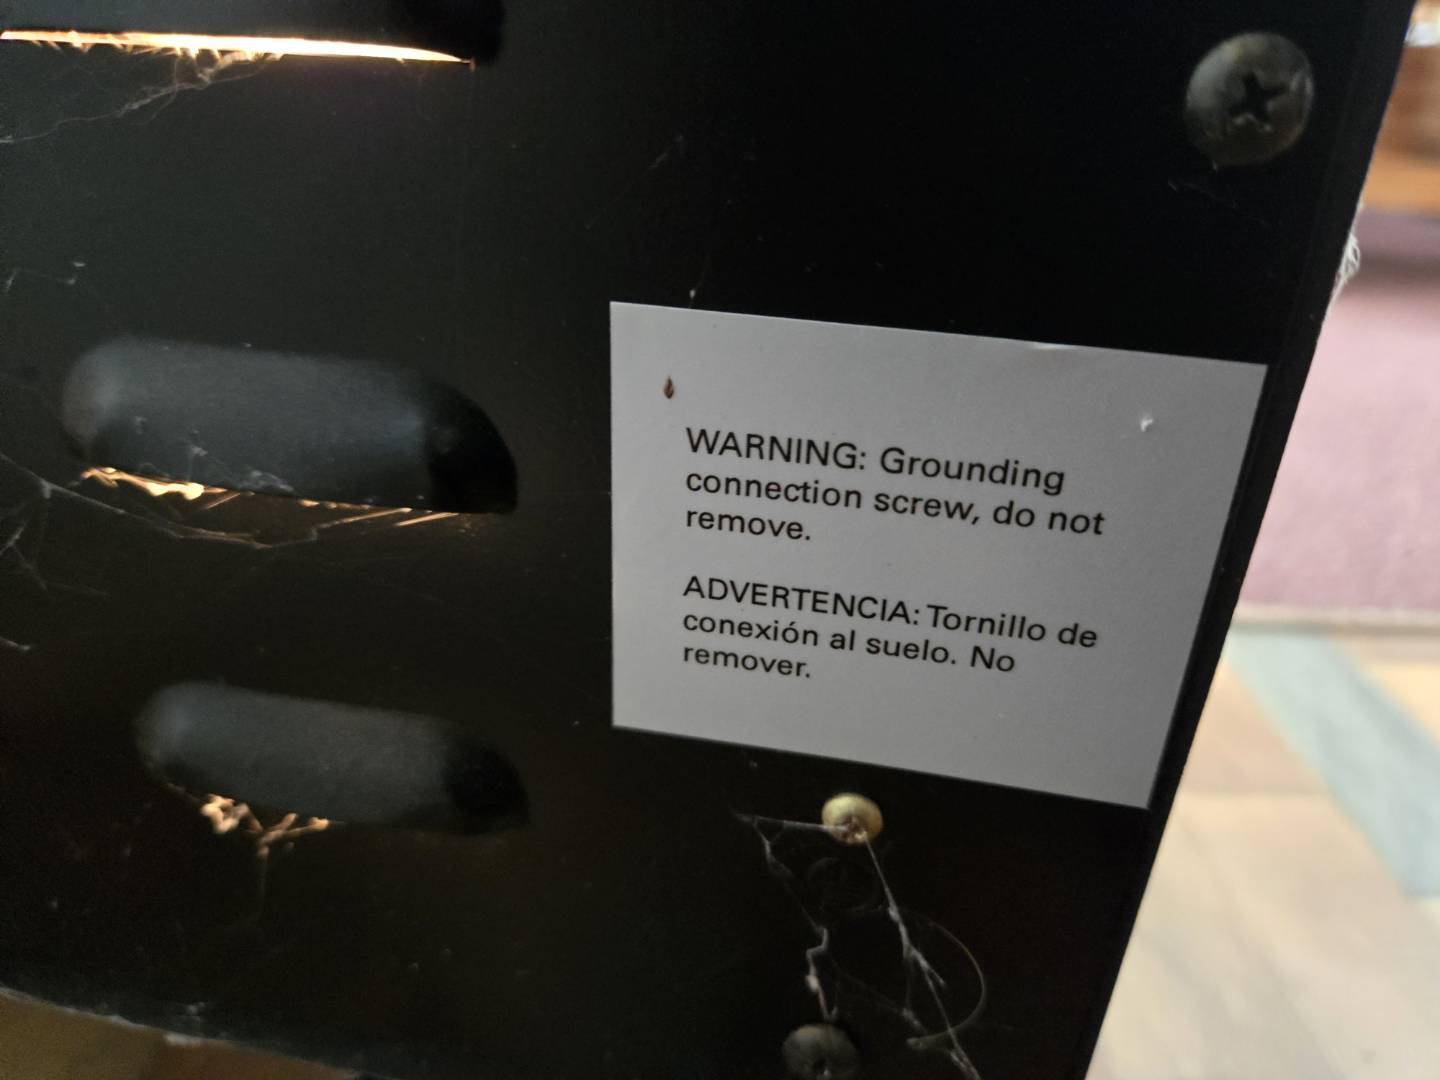 WARNING: Grounding
connection screw, do not
remove.
ADVERTENCIA: Tornillo de
conexión al suelo. No
remover.